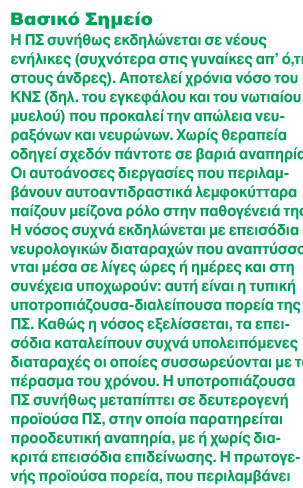 Βασικό Σημείο
Η ΠΣ συνήθως εκδηλώνεται σε νέους
ενήλικες (συχνότερα στις γυναίκες απ’ ό,τι
στους άνδρες). Αποτελεί χρόνια νόσο του
ΚΝΣ (δηλ. του εγκεφάλου και του νωτιαίου
μυελού) που προκαλεί την απώλεια νευ-
ραξόνων και νευρώνων. Χωρίς θεραπεία
οδηγεί σχεδόν πάντοτε σε βαριά αναπηρία
Οι αυτοάνοσες διεργασίες που περιλαμ-
βάνουν αυτοαντιδραστικά λεμφοκύτταρα
παίζουν μείζονα ρόλο στην παθογένειά της
Η νόσος συχνά εκδηλώνεται με επεισόδια
νευρολογικών διαταραχών που αναπτύσσο
νται μέσα σε λίγες ώρες ή ημέρες και στη
συνέχεια υποχωρούν: αυτή είναι η τυπική
υποτροπιάζουσα-διαλείπουσα πορεία της
ΠΣ. Καθώς η νόσος εξελίσσεται, τα επει-
σόδια καταλείπουν συχνά υπολειπόμενες
διαταραχές οι οποίες συσσωρεύονται με το
πέρασμα του χρόνου. Η υποτροπιάζουσα
ΠΣ συνήθως μεταπίπτει σε δευτερογενή
προϊούσα ΠΣ, στην οποία παρατηρείται
προοδευτική αναπηρία, με ή χωρίς δια-
κριτά επεισόδια επιδείνωσης. Η πρωτογε-
νής προϊούσα πορεία, που περιλαμβάνει